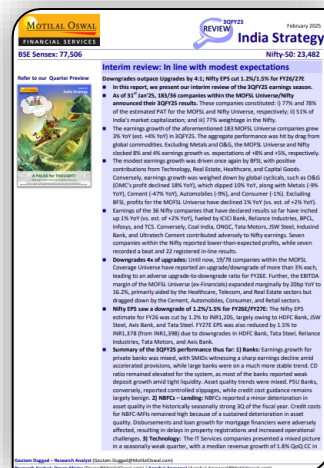 MOTILAL OSWAL
FINANCIAL SERVICES
3QFY25
REVIEW
February 2025
India Strategy
BSE Sensex: 77,506
Nifty-50: 23,482
Refer to our Quarter Preview
A PAUSE for THOUGHT!
Interim review: In line with modest expectations
Downgrades outpace Upgrades by 4:1; Nifty EPS cut 1.2%/1.5% for FY26/27E
In this report, we present our interim review of the 3QFY25 earnings season.
As of 31st Jan'25, 183/36 companies within the MOFSL Universe/Nifty
announced their 3QFY25 results. These companies constituted: i) 77% and 78%
of the estimated PAT for the MOFSL and Nifty Universe, respectively; ii) 51% of
India's market capitalization; and iii) 77% weightage in the Nifty.
The earnings growth of the aforementioned 183 MOFSL Universe companies grew
3% YoY (est. +4% YoY) in 3QFY25. The aggregate performance was hit by drag from
global commodities. Excluding Metals and O&G, the MOFSL Universe and Nifty
clocked 8% and 4% earnings growth vs. expectations of +8% and +5%, respectively.
The modest earnings growth was driven once again by BFSI, with positive
contributions from Technology, Real Estate, Healthcare, and Capital Goods.
Conversely, earnings growth was weighed down by global cyclicals, such as O&G
(OMC's profit declined 18% YoY), which dipped 10% YoY, along with Metals (-9%
YoY), Cement (-47% YoY), Automobiles (-9%), and Consumer (-1%). Excluding
BFSI, profits for the MOFSL Universe have declined 1% YoY (vs. est. of +2% YoY).
Earnings of the 36 Nifty companies that have declared results so far have inched
up 1% YoY (vs. est. of +2% YoY), fueled by ICICI Bank, Reliance Industries, BPCL,
Infosys, and TCS. Conversely, Coal India, ONGC, Tata Motors, JSW Steel, IndusInd
Bank, and Ultratech Cement contributed adversely to Nifty earnings. Seven
companies within the Nifty reported lower-than-expected profits, while seven
recorded a beat and 22 registered in-line results.
Downgrades 4x of upgrades: Until now, 19/78 companies within the MOFSL
Coverage Universe have reported an upgrade/downgrade of more than 3% each,
leading to an adverse upgrade-to-downgrade ratio for FY26E. Further, the EBITDA
margin of the MOFSL Universe (ex-Financials) expanded marginally by 20bp YoY to
16.2%, primarily aided by the Healthcare, Telecom, and Real Estate sectors but
dragged down by the Cement, Automobiles, Consumer, and Retail sectors.
Nifty EPS saw a downgrade of 1.2%/1.5% for FY26E/FY27E: The Nifty EPS
estimate for FY26 was cut by 1.2% to INR1,205, largely owing to HDFC Bank, JSW
Steel, Axis Bank, and Tata Steel. FY27E EPS was also reduced by 1.5% to
INR1,378 (from INR1,398) due to downgrades in HDFC Bank, Tata Steel, Reliance
Industries, Tata Motors, and Axis Bank.
Summary of the 3QFY25 performance thus far: 1) Banks: Earnings growth for
private banks was mixed, with SMIDs witnessing a sharp earnings decline amid
accelerated provisions, while large banks were on a much more stable trend. CD
ratio remained elevated for the system, as most of the banks reported weak
deposit growth amid tight liquidity. Asset quality trends were mixed. PSU Banks,
conversely, reported controlled slippages, while credit cost guidance remains
largely benign. 2) NBFCs – Lending: NBFCs reported a minor deterioration in
asset quality in the historically seasonally strong 3Q of the fiscal year. Credit costs
for NBFC-MFIs remained high because of a sustained deterioration in asset
quality. Disbursements and loan growth for mortgage financiers were adversely
affected, resulting in delays in property registrations and increased operational
challenges. 3) Technology: The IT Services companies presented a mixed picture
in a seasonally weak quarter, with a median revenue growth of 1.8% QoQ CC in
Gautam Duggad – Research Analyst (Gautam.Duggad@MotilalOswal.com)